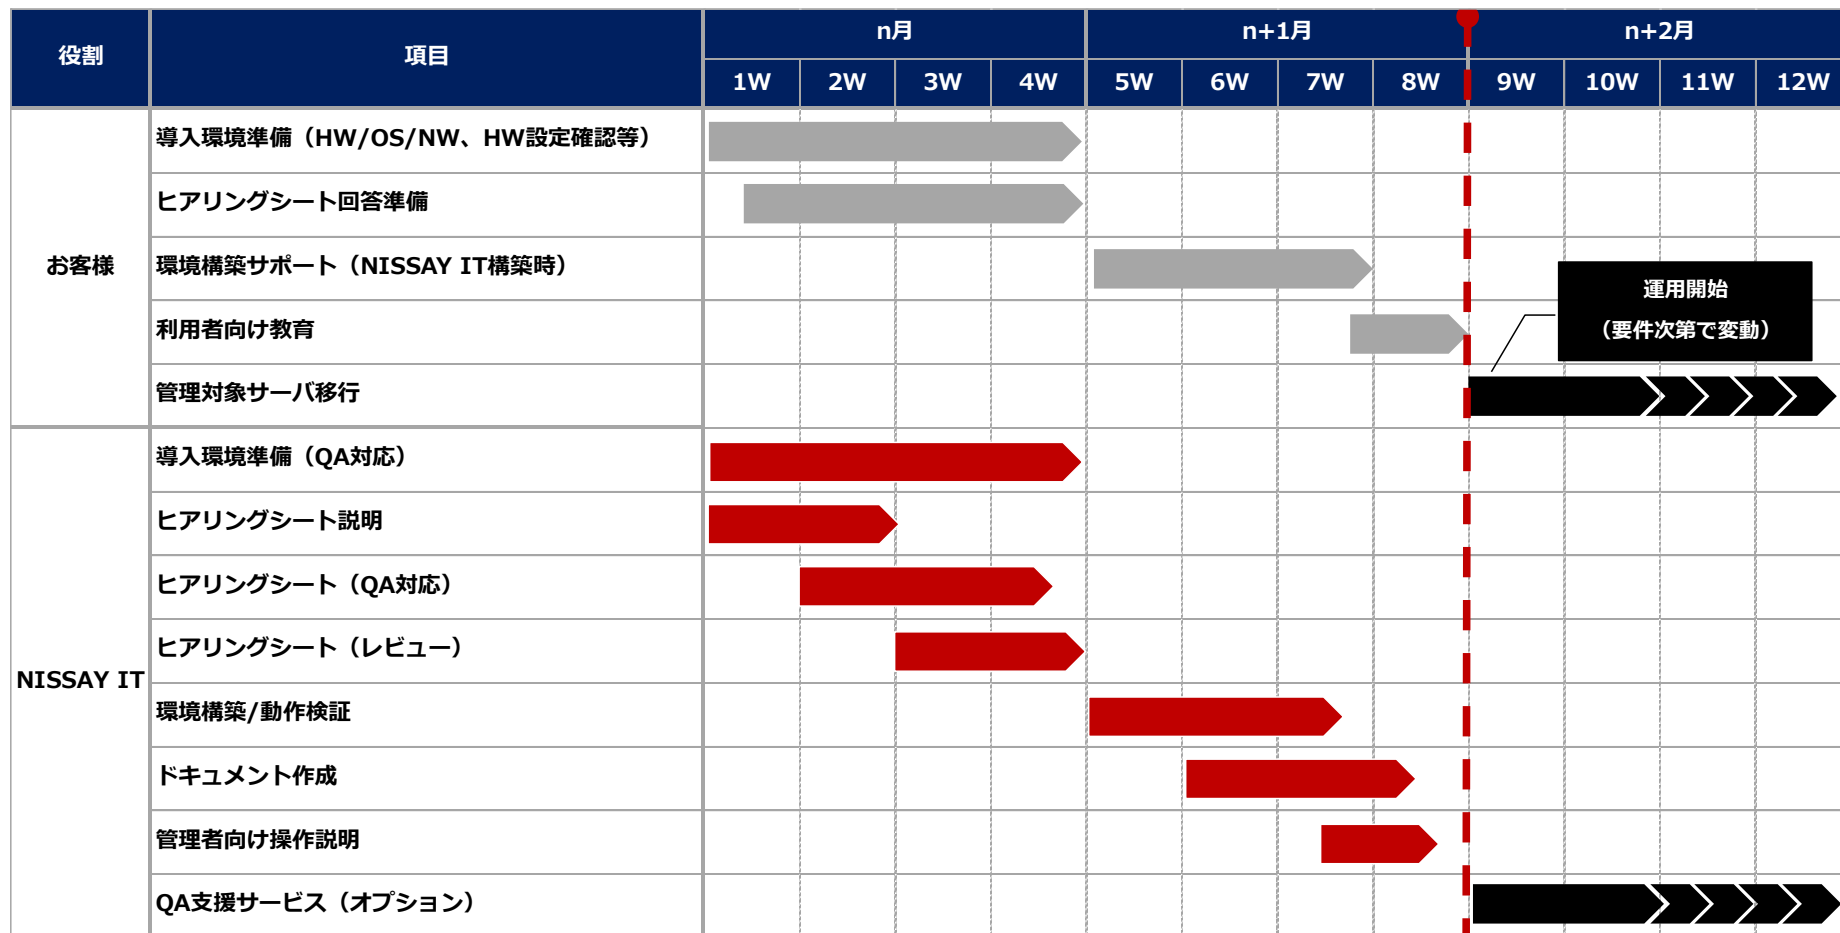 役割
項目
n月
n+1月
n+2月
1W
2W
3W
4W
5W
6W
7W
8W
9W
10W
11W
12W
お客様
導入環境準備（HW/OS/NW、HW設定確認等）
ヒアリングシート回答準備
環境構築サポート（NISSAY IT構築時）
利用者向け教育
管理対象サーバ移行
運用開始
（要件次第で変動）
NISSAY IT
導入環境準備（QA対応）
ヒアリングシート説明
ヒアリングシート（QA対応）
ヒアリングシート（レビュー）
環境構築/動作検証
ドキュメント作成
管理者向け操作説明
QA支援サービス（オプション）